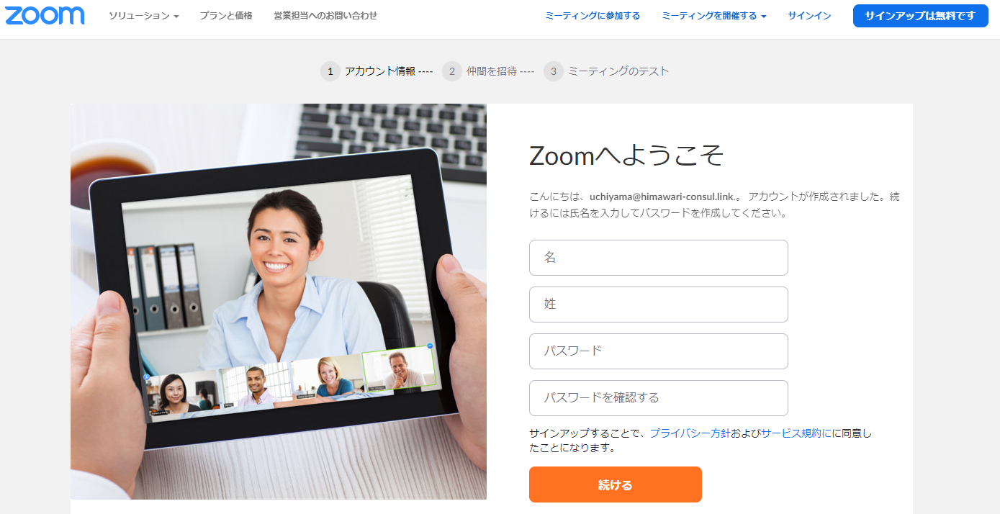 zoom
ソリューション
プランと価格
営業担当へのお問い合わせ
ミーティングに参加する
ミーティングを開催する
サインイン
サインアップは無料です
1 アカウント情報 ----
2 仲間を招待 ----
3 ミーティングのテスト
Zoomへようこそ
こんにちは、uchiyama@himawari-consul.link.。 アカウントが作成されました。続
けるには氏名を入力してパスワードを作成してください。
名
姓
パスワード
パスワードを確認する
サインアップすることで、プライバシー方針およびサービス規約にに同意し
たことになります。
続ける